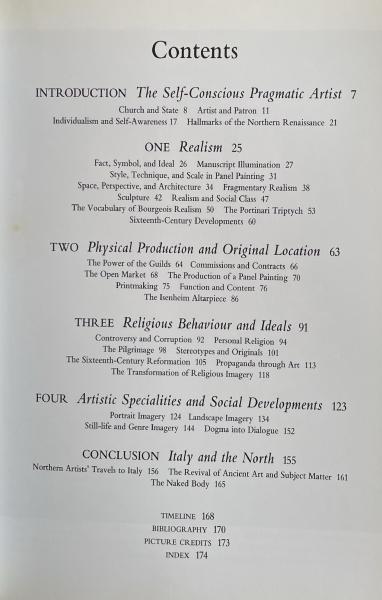 Contents
INTRODUCTION The Self-Conscious Pragmatic Artist 7
Church and State 8 Artist and Patron 11
Individualism and Self-Awareness 17 Hallmarks of the Northern Renaissance 21
ONE Realism 25
Fact, Symbol, and Ideal 26 Manuscript Illumination 27
Style, Technique, and Scale in Panel Painting 31
Space, Perspective, and Architecture 34 Fragmentary Realism 38
Sculpture 42 Realism and Social Class 47
The Vocabulary of Bourgeois Realism 50 The Portinari Triptych 53
Sixteenth-Century Developments 60
TWO Physical Production and Original Location 63
The Power of the Guilds 64 Commissions and Contracts 66
The Open Market 68 The Production of a Panel Painting 70
Printmaking 75 Function and Content 76
The Isenheim Altarpiece 86
THREE Religious Behaviour and Ideals 91
Controversy and Corruption 92 Personal Religion 94
The Pilgrimage 98 Stereotypes and Originals 101
The Sixteenth-Century Reformation 105 Propaganda through Art 113
The Transformation of Religious Imagery 118
FOUR Artistic Specialities and Social Developments 123
Portrait Imagery 124 Landscape Imagery 134
Still-life and Genre Imagery 144 Dogma into Dialogue 152
CONCLUSION Italy and the North 155
Northern Artists' Travels to Italy 156 The Revival of Ancient Art and Subject Matter 161
The Naked Body 165
TIMELINE 168
BIBLIOGRAPHY 170
PICTURE CREDITS 173
INDEX 174